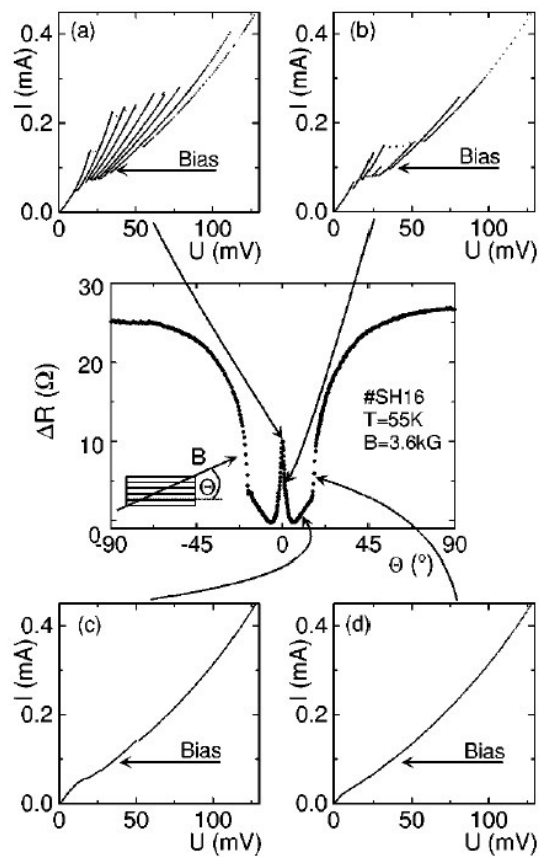 (a)
I (mA)
0.4
0.2
0.0
Bias
0 50 100
U (mV)
(b)
I (mA)
0.4
0.2
0.0
Bias
0 50 100
U (mV)
ΔR (Ω)
30
20
10
0
#SH16
T=55K
B=3.6kG
B
Θ
-90 -45 0 45 90
Θ (°)
(c)
I (mA)
0.4
0.2
0.0
Bias
0 50 100
U (mV)
(d)
I (mA)
0.4
0.2
0.0
Bias
0 50 100
U (mV)